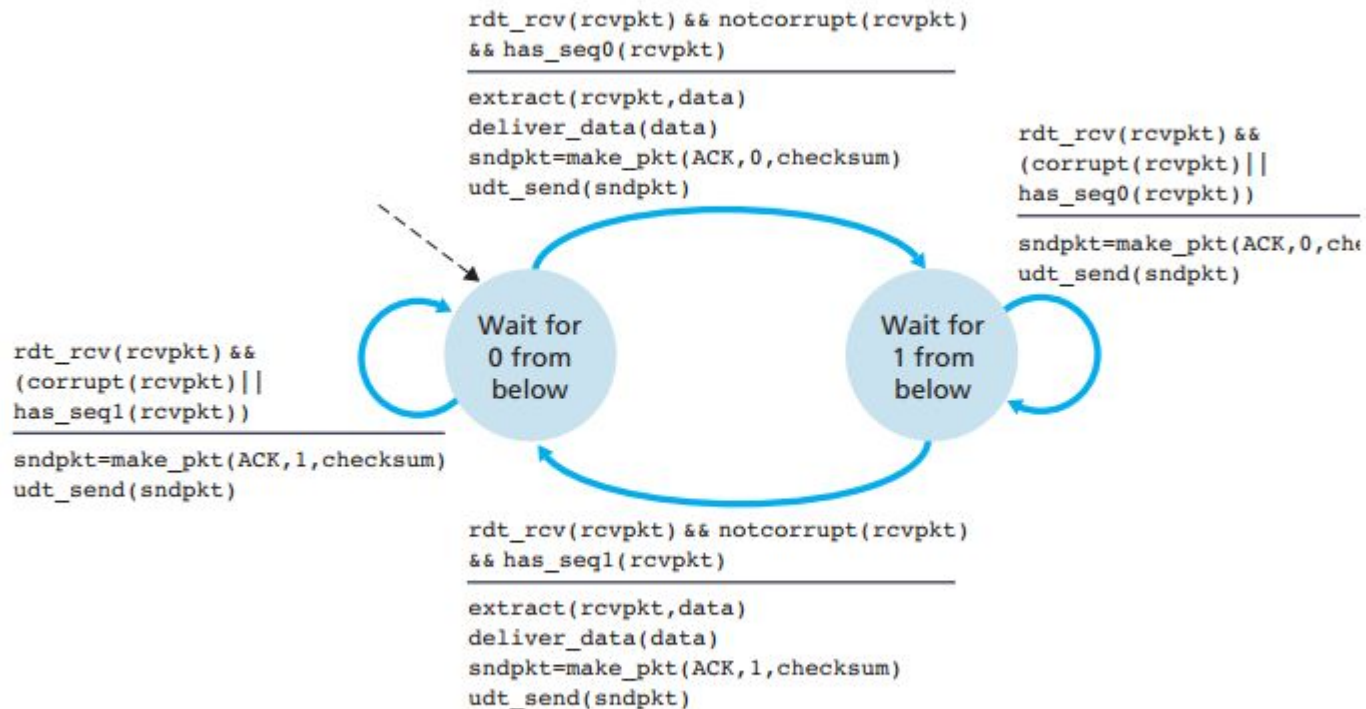 rdt_rcv(rcvpkt) && notcorrupt(rcvpkt)
&& has_seq0(rcvpkt)
extract(rcvpkt,data)
deliver_data(data)
sndpkt=make_pkt(ACK,0,checksum)
udt_send(sndpkt)
rdt_rcv(rcvpkt) &&
(corrupt(rcvpkt)||
has_seq0(rcvpkt))
sndpkt=make_pkt(ACK,0,che
udt_send(sndpkt)
Wait for
0 from
below
Wait for
1 from
below
rdt_rcv(rcvpkt) &&
(corrupt(rcvpkt)||
has_seq1(rcvpkt))
sndpkt=make_pkt(ACK,1,checksum)
udt_send(sndpkt)
rdt_rcv(rcvpkt) && notcorrupt(rcvpkt)
&& has_seq1(rcvpkt)
extract(rcvpkt,data)
deliver_data(data)
sndpkt=make_pkt(ACK,1,checksum)
udt_send(sndpkt)